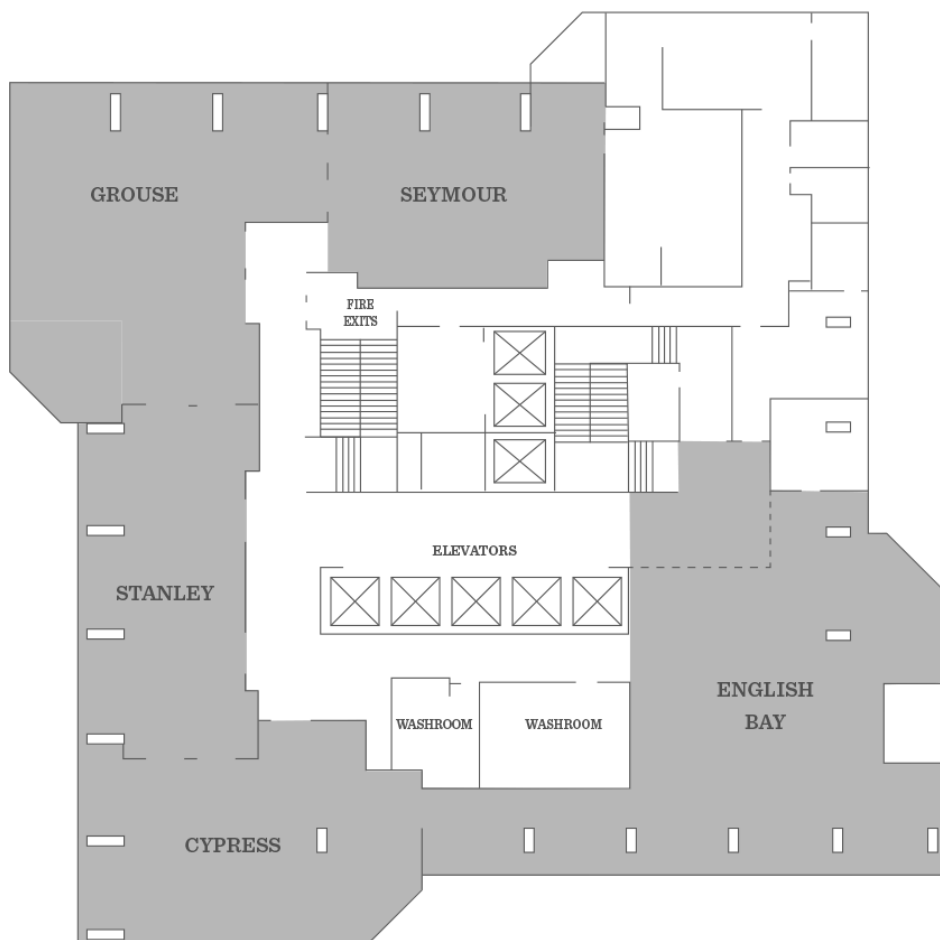 GROUSE
SEYMOUR
FIRE
EXITS
ELEVATORS
STANLEY
ENGLISH
BAY
WASHROOM
WASHROOM
CYPRESS